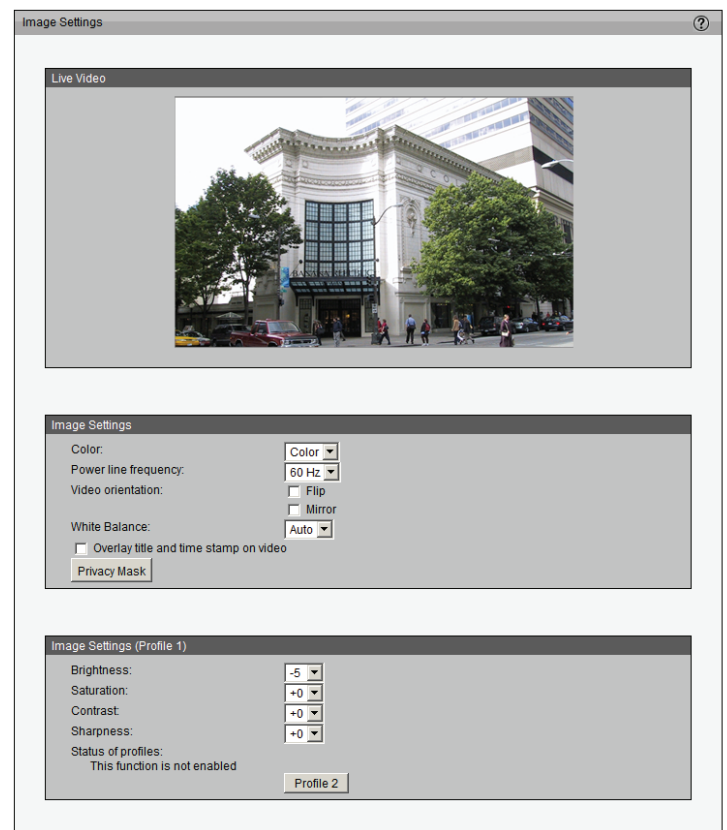 Image Settings
?
Live Video
BANANA REPUBLIC
Image Settings
Color: Color
Power line frequency: 60 Hz
Video orientation: Flip
Mirror
White Balance: Auto
Overlay title and time stamp on video
Privacy Mask
Image Settings (Profile 1)
Brightness: -5
Saturation: +0
Contrast: +0
Sharpness: +0
Status of profiles:
This function is not enabled
Profile 2